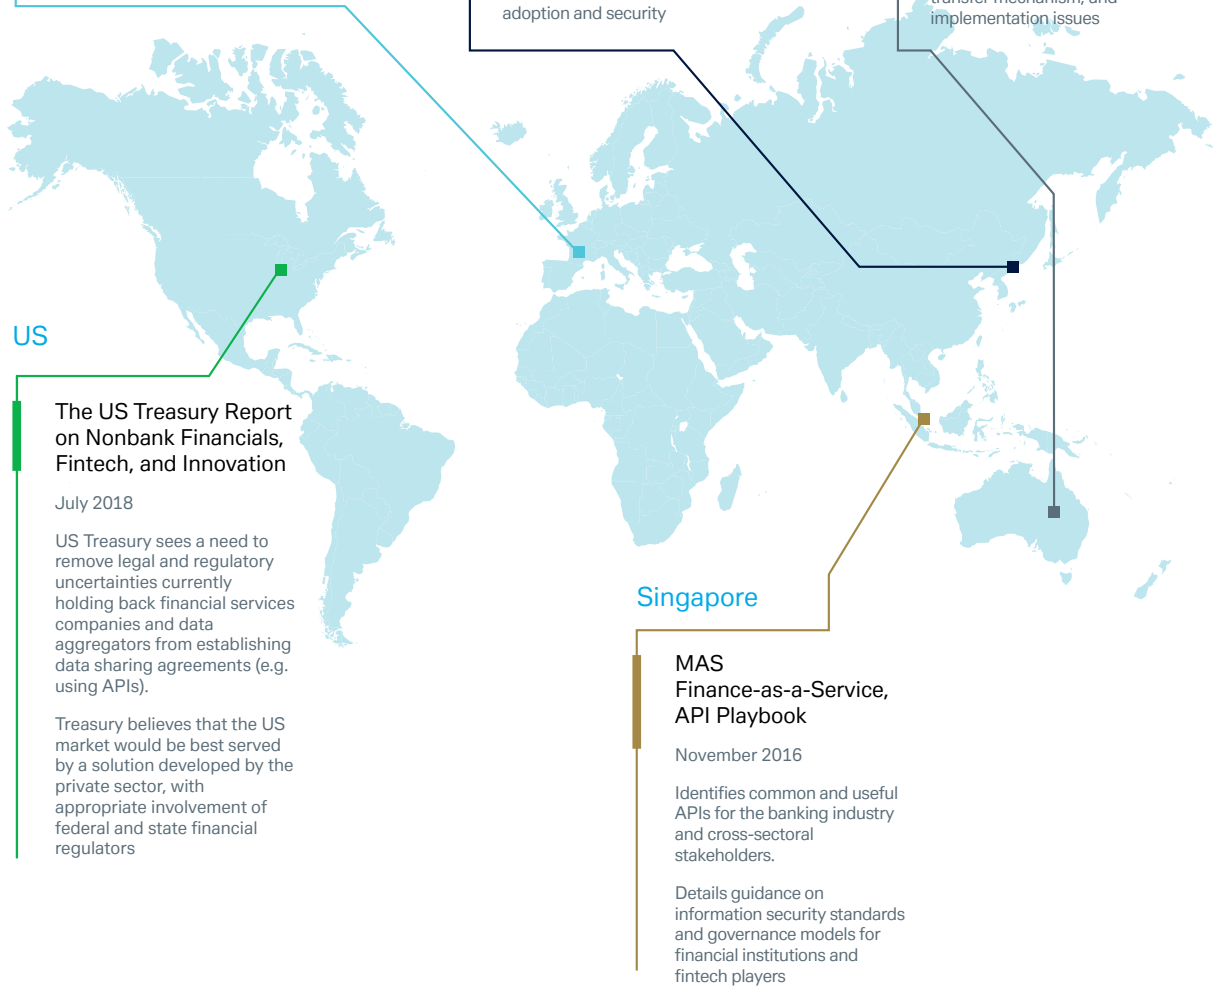 adoption and security
transfer mechanism, and
implementation issues
US
The US Treasury Report
on Nonbank Financials,
Fintech, and Innovation
July 2018
US Treasury sees a need to
remove legal and regulatory
uncertainties currently
holding back financial services
companies and data
aggregators from establishing
data sharing agreements (e.g.
using APIs).
Treasury believes that the US
market would be best served
by a solution developed by the
private sector, with
appropriate involvement of
federal and state financial
regulators
Singapore
MAS
Finance-as-a-Service,
API Playbook
November 2016
Identifies common and useful
APIs for the banking industry
and cross-sectoral
stakeholders.
Details guidance on
information security standards
and governance models for
financial institutions and
fintech players